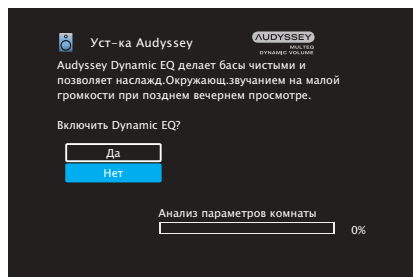 Уст-ка Audyssey
AUDYSSEY
MULTEQ
DYNAMIC VOLUME
Audyssey Dynamic EQ делает басы чистыми и
позволяет наслажд.Окружающ.звучанием на малой
громкости при позднем вечернем просмотре.
Включить Dynamic EQ?
Да
Нет
Анализ параметров комнаты
0%